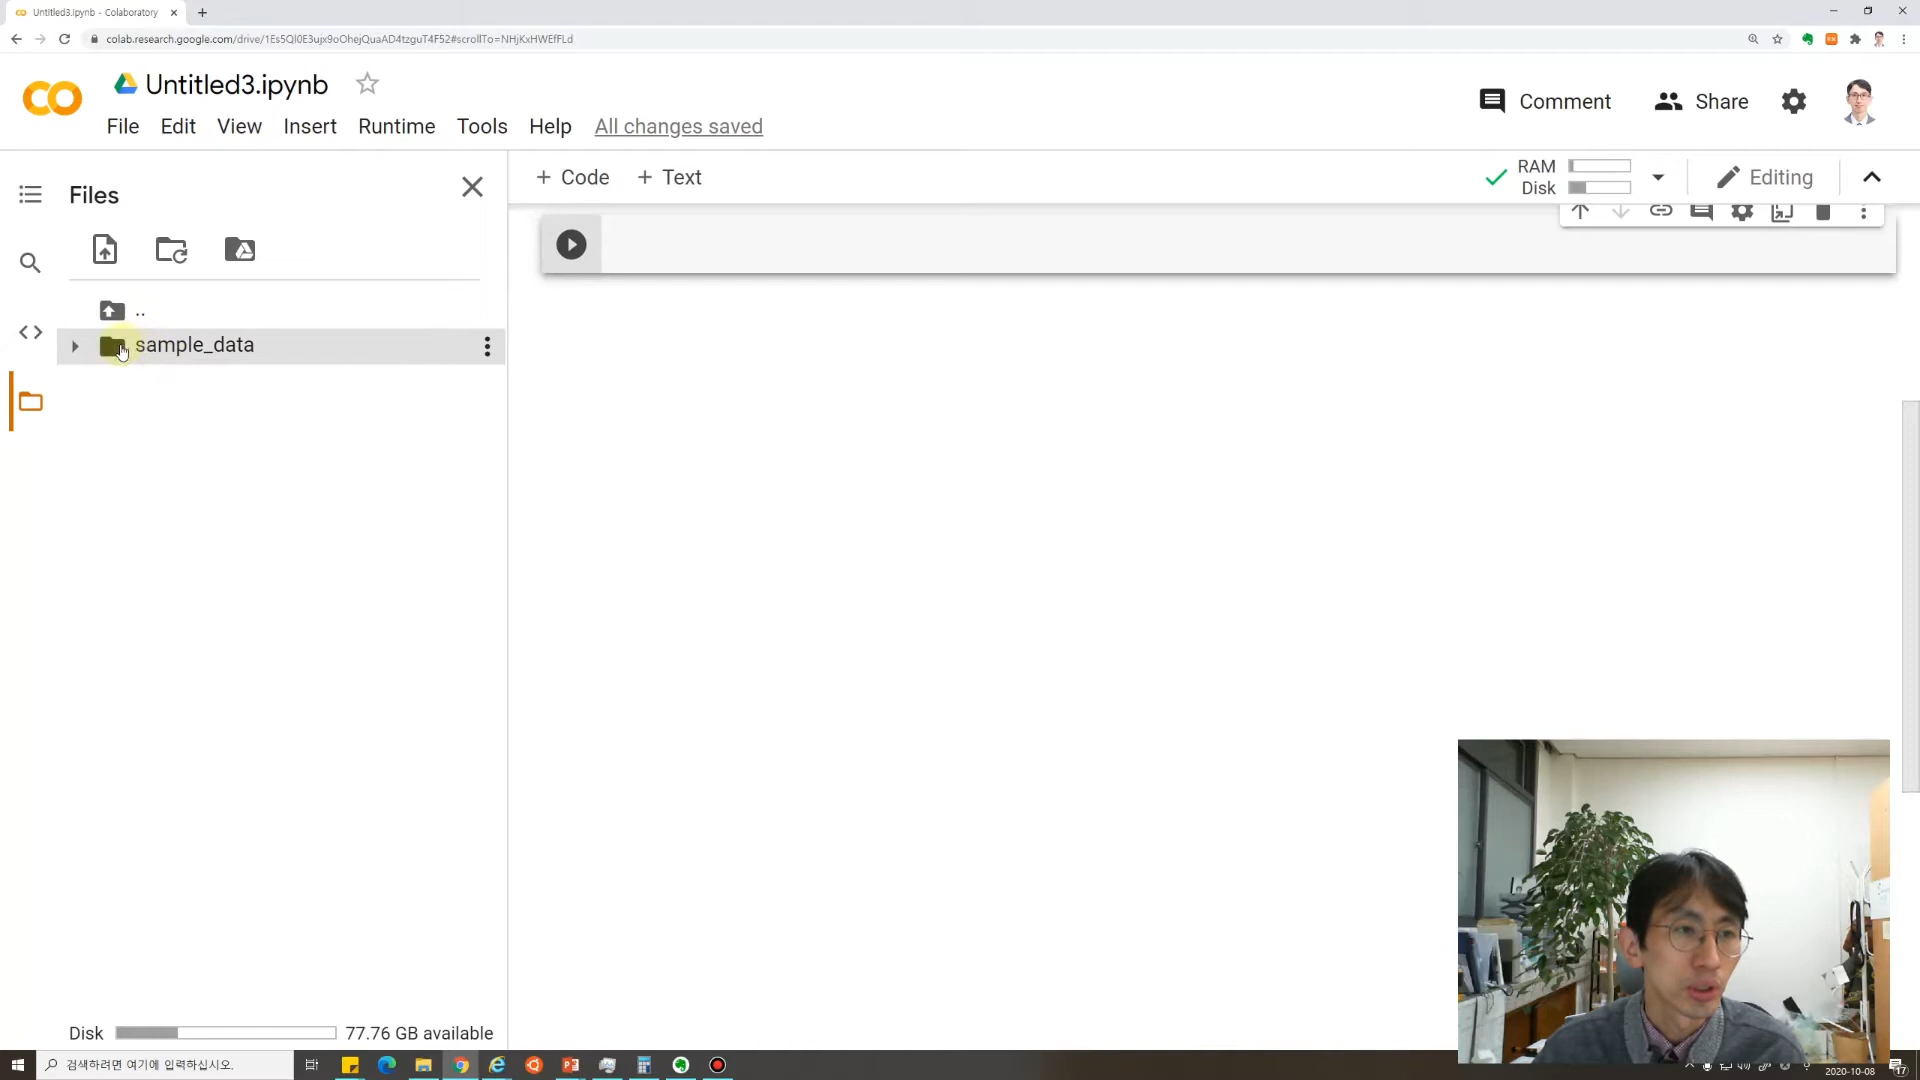 Untitled3.ipynb - Colaboratory
colab.research.google.com/drive/1Es5Ql0E3ujx9oOhejQuaAD4tzguT4F52#scrollTo=NHjKxHWEfFLd
CO
Untitled3.ipynb
File Edit View Insert Runtime Tools Help All changes saved
Comment Share
Files
+ Code + Text
RAM
Disk
Editing
..
sample_data
Disk 77.76 GB available
검색하려면 여기에 입력하십시오.
2020-10-08
17